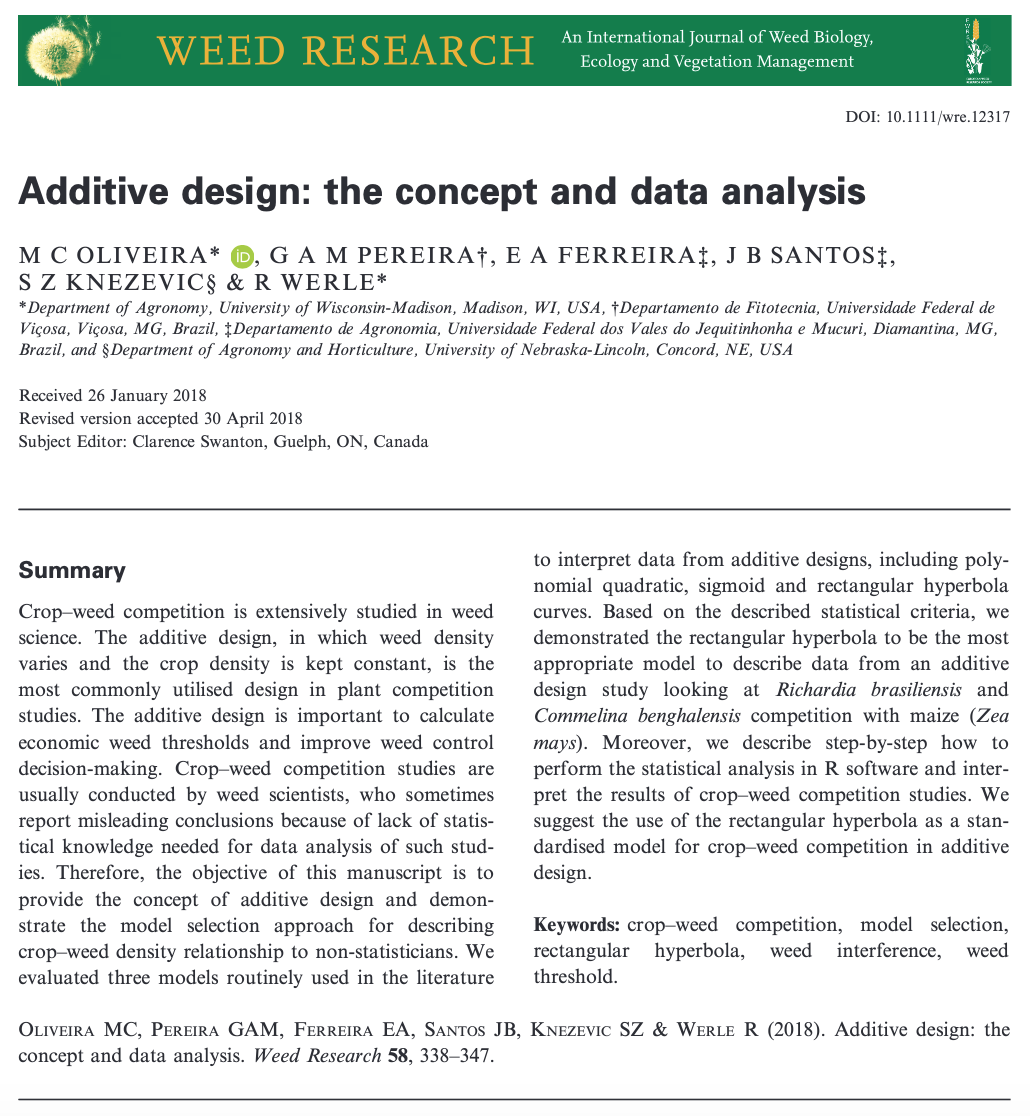 WEED RESEARCH
An International Journal of Weed Biology,
Ecology and Vegetation Management
DOI: 10.1111/wre.12317
Additive design: the concept and data analysis
M C OLIVEIRA* iD, G A M PEREIRA†, E A FERREIRA‡, J B SANTOS‡,
S Z KNEZEVIC§ & R WERLE*
*Department of Agronomy, University of Wisconsin-Madison, Madison, WI, USA, †Departamento de Fitotecnia, Universidade Federal de
Viçosa, Viçosa, MG, Brazil, ‡Departamento de Agronomia, Universidade Federal dos Vales do Jequitinhonha e Mucuri, Diamantina, MG,
Brazil, and §Department of Agronomy and Horticulture, University of Nebraska-Lincoln, Concord, NE, USA
Received 26 January 2018
Revised version accepted 30 April 2018
Subject Editor: Clarence Swanton, Guelph, ON, Canada
Summary
Crop–weed competition is extensively studied in weed
science. The additive design, in which weed density
varies and the crop density is kept constant, is the
most commonly utilised design in plant competition
studies. The additive design is important to calculate
economic weed thresholds and improve weed control
decision-making. Crop–weed competition studies are
usually conducted by weed scientists, who sometimes
report misleading conclusions because of lack of statis-
tical knowledge needed for data analysis of such stud-
ies. Therefore, the objective of this manuscript is to
provide the concept of additive design and demon-
strate the model selection approach for describing
crop–weed density relationship to non-statisticians. We
evaluated three models routinely used in the literature
to interpret data from additive designs, including poly-
nomial quadratic, sigmoid and rectangular hyperbola
curves. Based on the described statistical criteria, we
demonstrated the rectangular hyperbola to be the most
appropriate model to describe data from an additive
design study looking at Richardia brasiliensis and
Commelina benghalensis competition with maize (Zea
mays). Moreover, we describe step-by-step how to
perform the statistical analysis in R software and inter-
pret the results of crop–weed competition studies. We
suggest the use of the rectangular hyperbola as a stan-
dardised model for crop–weed competition in additive
design.
Keywords: crop–weed competition, model selection,
rectangular hyperbola, weed interference, weed
threshold.
OLIVEIRA MC, PEREIRA GAM, FERREIRA EA, SANTOS JB, KNEZEVIC SZ & WERLE R (2018). Additive design: the
concept and data analysis. Weed Research 58, 338–347.